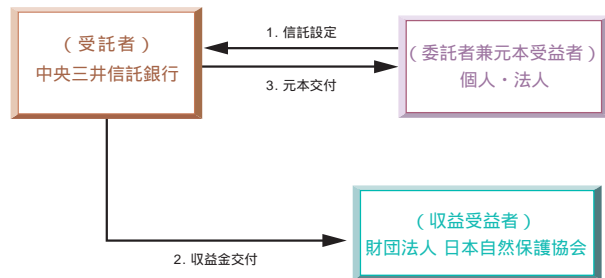 (受託者)
中央三井信託銀行
1. 信託設定
3. 元本交付
(委託者兼元本受益者)
個人・法人
2. 収益金交付
(収益受益者)
財団法人 日本自然保護協会